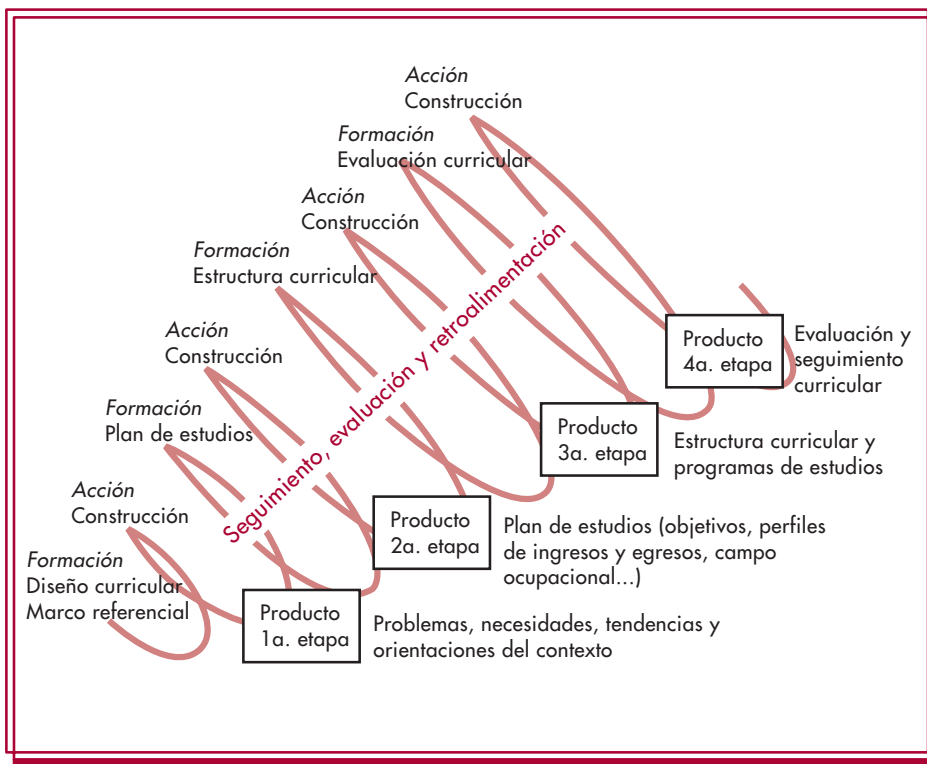 Acción
Construcción
Formación
Evaluación curricular
Acción
Construcción
Formación
Estructura curricular
Acción
Construcción
Formación
Plan de estudios
Acción
Construcción
Formación
Diseño curricular
Marco referencial
Seguimiento, evaluación y retroalimentación
Producto
4a. etapa
Evaluación y
seguimiento
curricular
Producto
3a. etapa
Estructura curricular y
programas de estudios
Producto
2a. etapa
Plan de estudios (objetivos, perfiles
de ingresos y egresos, campo
ocupacional...)
Producto
1a. etapa
Problemas, necesidades, tendencias y
orientaciones del contexto